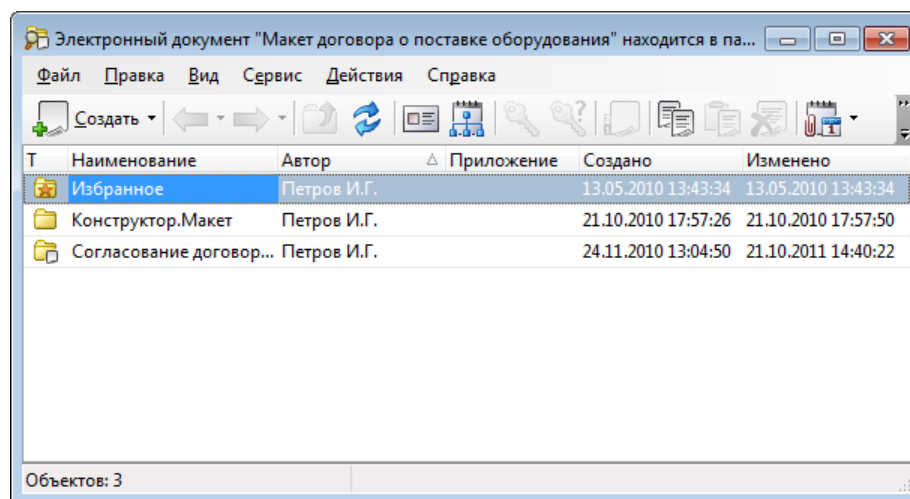 Электронный документ "Макет договора о поставке оборудования" находится в па...
Файл Правка Вид Сервис Действия Справка
Создать
Т Наименование Автор Приложение Создано Изменено
Избранное Петров И.Г. 13.05.2010 13:43:34 13.05.2010 13:43:34
Конструктор.Макет Петров И.Г. 21.10.2010 17:57:26 21.10.2010 17:57:50
Согласование договор... Петров И.Г. 24.11.2010 13:04:50 21.10.2011 14:40:22
Объектов: 3